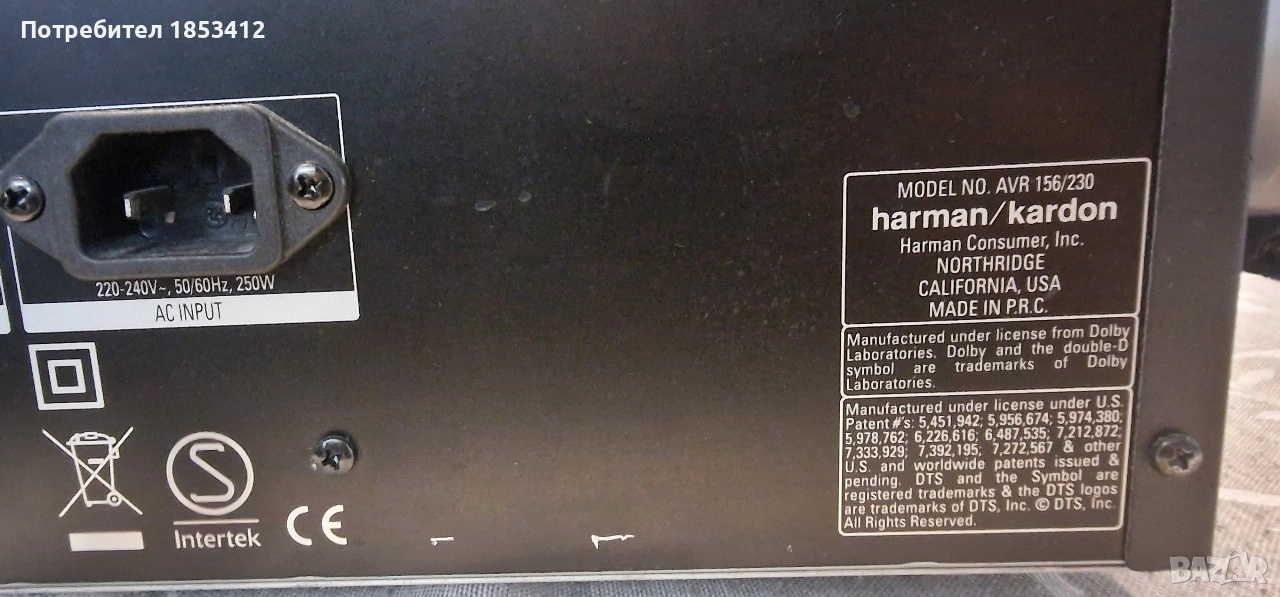 Потребител 1853412
220-240V~, 50/60Hz, 250W
AC INPUT
Intertek
CE
MODEL NO. AVR 156/230
harman/kardon
Harman Consumer, Inc.
NORTHRIDGE
CALIFORNIA, USA
MADE IN P.R.C.
Manufactured under license from Dolby
Laboratories. Dolby and the double-D
symbol are trademarks of Dolby
Laboratories.
Manufactured under license under U.S.
Patent #'s: 5,451,942; 5,956,674; 5,974,380;
5,978,762; 6,226,616; 6,487,535; 7,212,872;
7,333,929; 7,392,195; 7,272,567 & other
U.S. and worldwide patents issued &
pending. DTS and the Symbol are
registered trademarks & the DTS logos
are trademarks of DTS, Inc. © DTS, Inc.
All Rights Reserved.
BAZAR